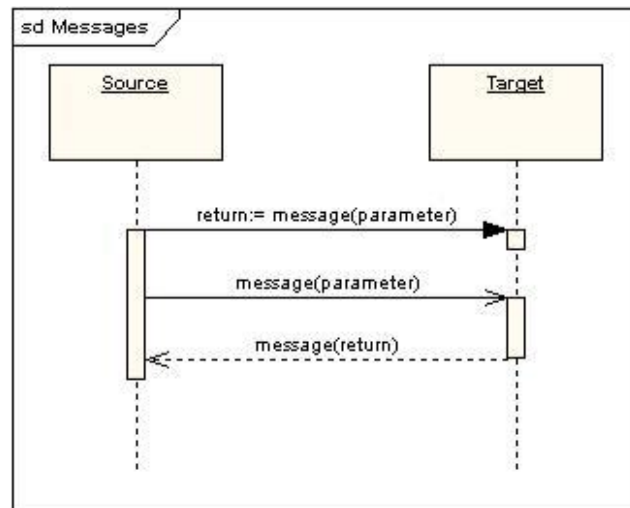 sd Messages
Source
Target
return:= message(parameter)
message(parameter)
message(return)